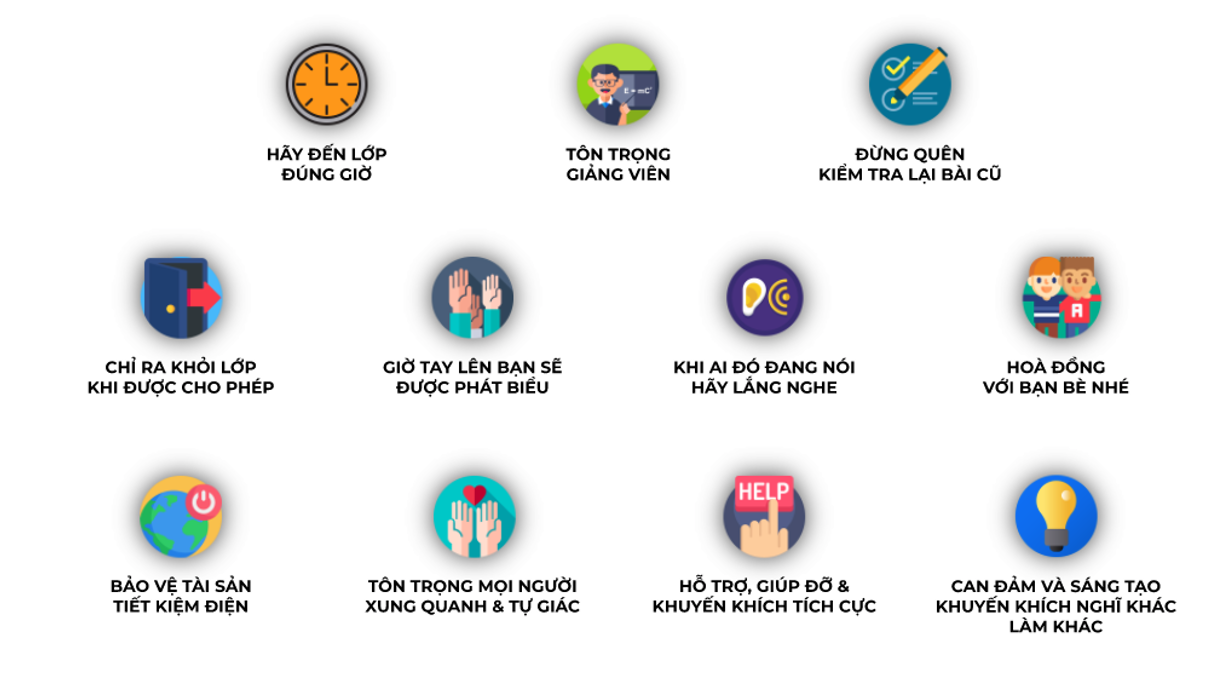 E = mC²
HÃY ĐẾN LỚP
ĐÚNG GIỜ
TÔN TRỌNG
GIẢNG VIÊN
ĐỪNG QUÊN
KIỂM TRA LẠI BÀI CŨ
CHỈ RA KHỎI LỚP
KHI ĐƯỢC CHO PHÉP
GIỜ TAY LÊN BẠN SẼ
ĐƯỢC PHÁT BIỂU
KHI AI ĐÓ ĐANG NÓI
HÃY LẮNG NGHE
A
HOÀ ĐỒNG
VỚI BẠN BÈ NHÉ
BẢO VỆ TÀI SẢN
TIẾT KIỆM ĐIỆN
TÔN TRỌNG MỌI NGƯỜI
XUNG QUANH & TỰ GIÁC
HELP
HỖ TRỢ, GIÚP ĐỠ &
KHUYẾN KHÍCH TÍCH CỰC
CAN ĐẢM VÀ SÁNG TẠO
KHUYẾN KHÍCH NGHĨ KHÁC
LÀM KHÁC